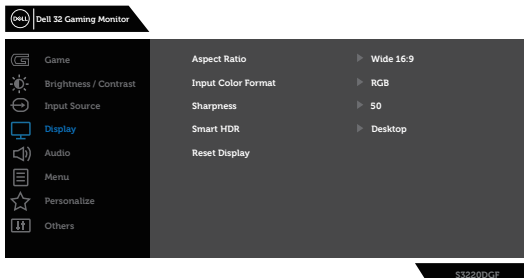 DELL Dell 32 Gaming Monitor
Game
Brightness / Contrast
Input Source
Display
Audio
Menu
Personalize
Others
Aspect Ratio Wide 16:9
Input Color Format RGB
Sharpness 50
Smart HDR Desktop
Reset Display
S3220DGF